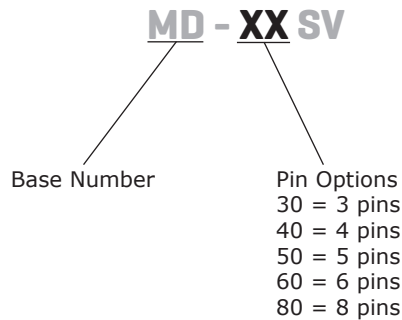 MD - XX SV
Base Number
Pin Options
30 = 3 pins
40 = 4 pins
50 = 5 pins
60 = 6 pins
80 = 8 pins